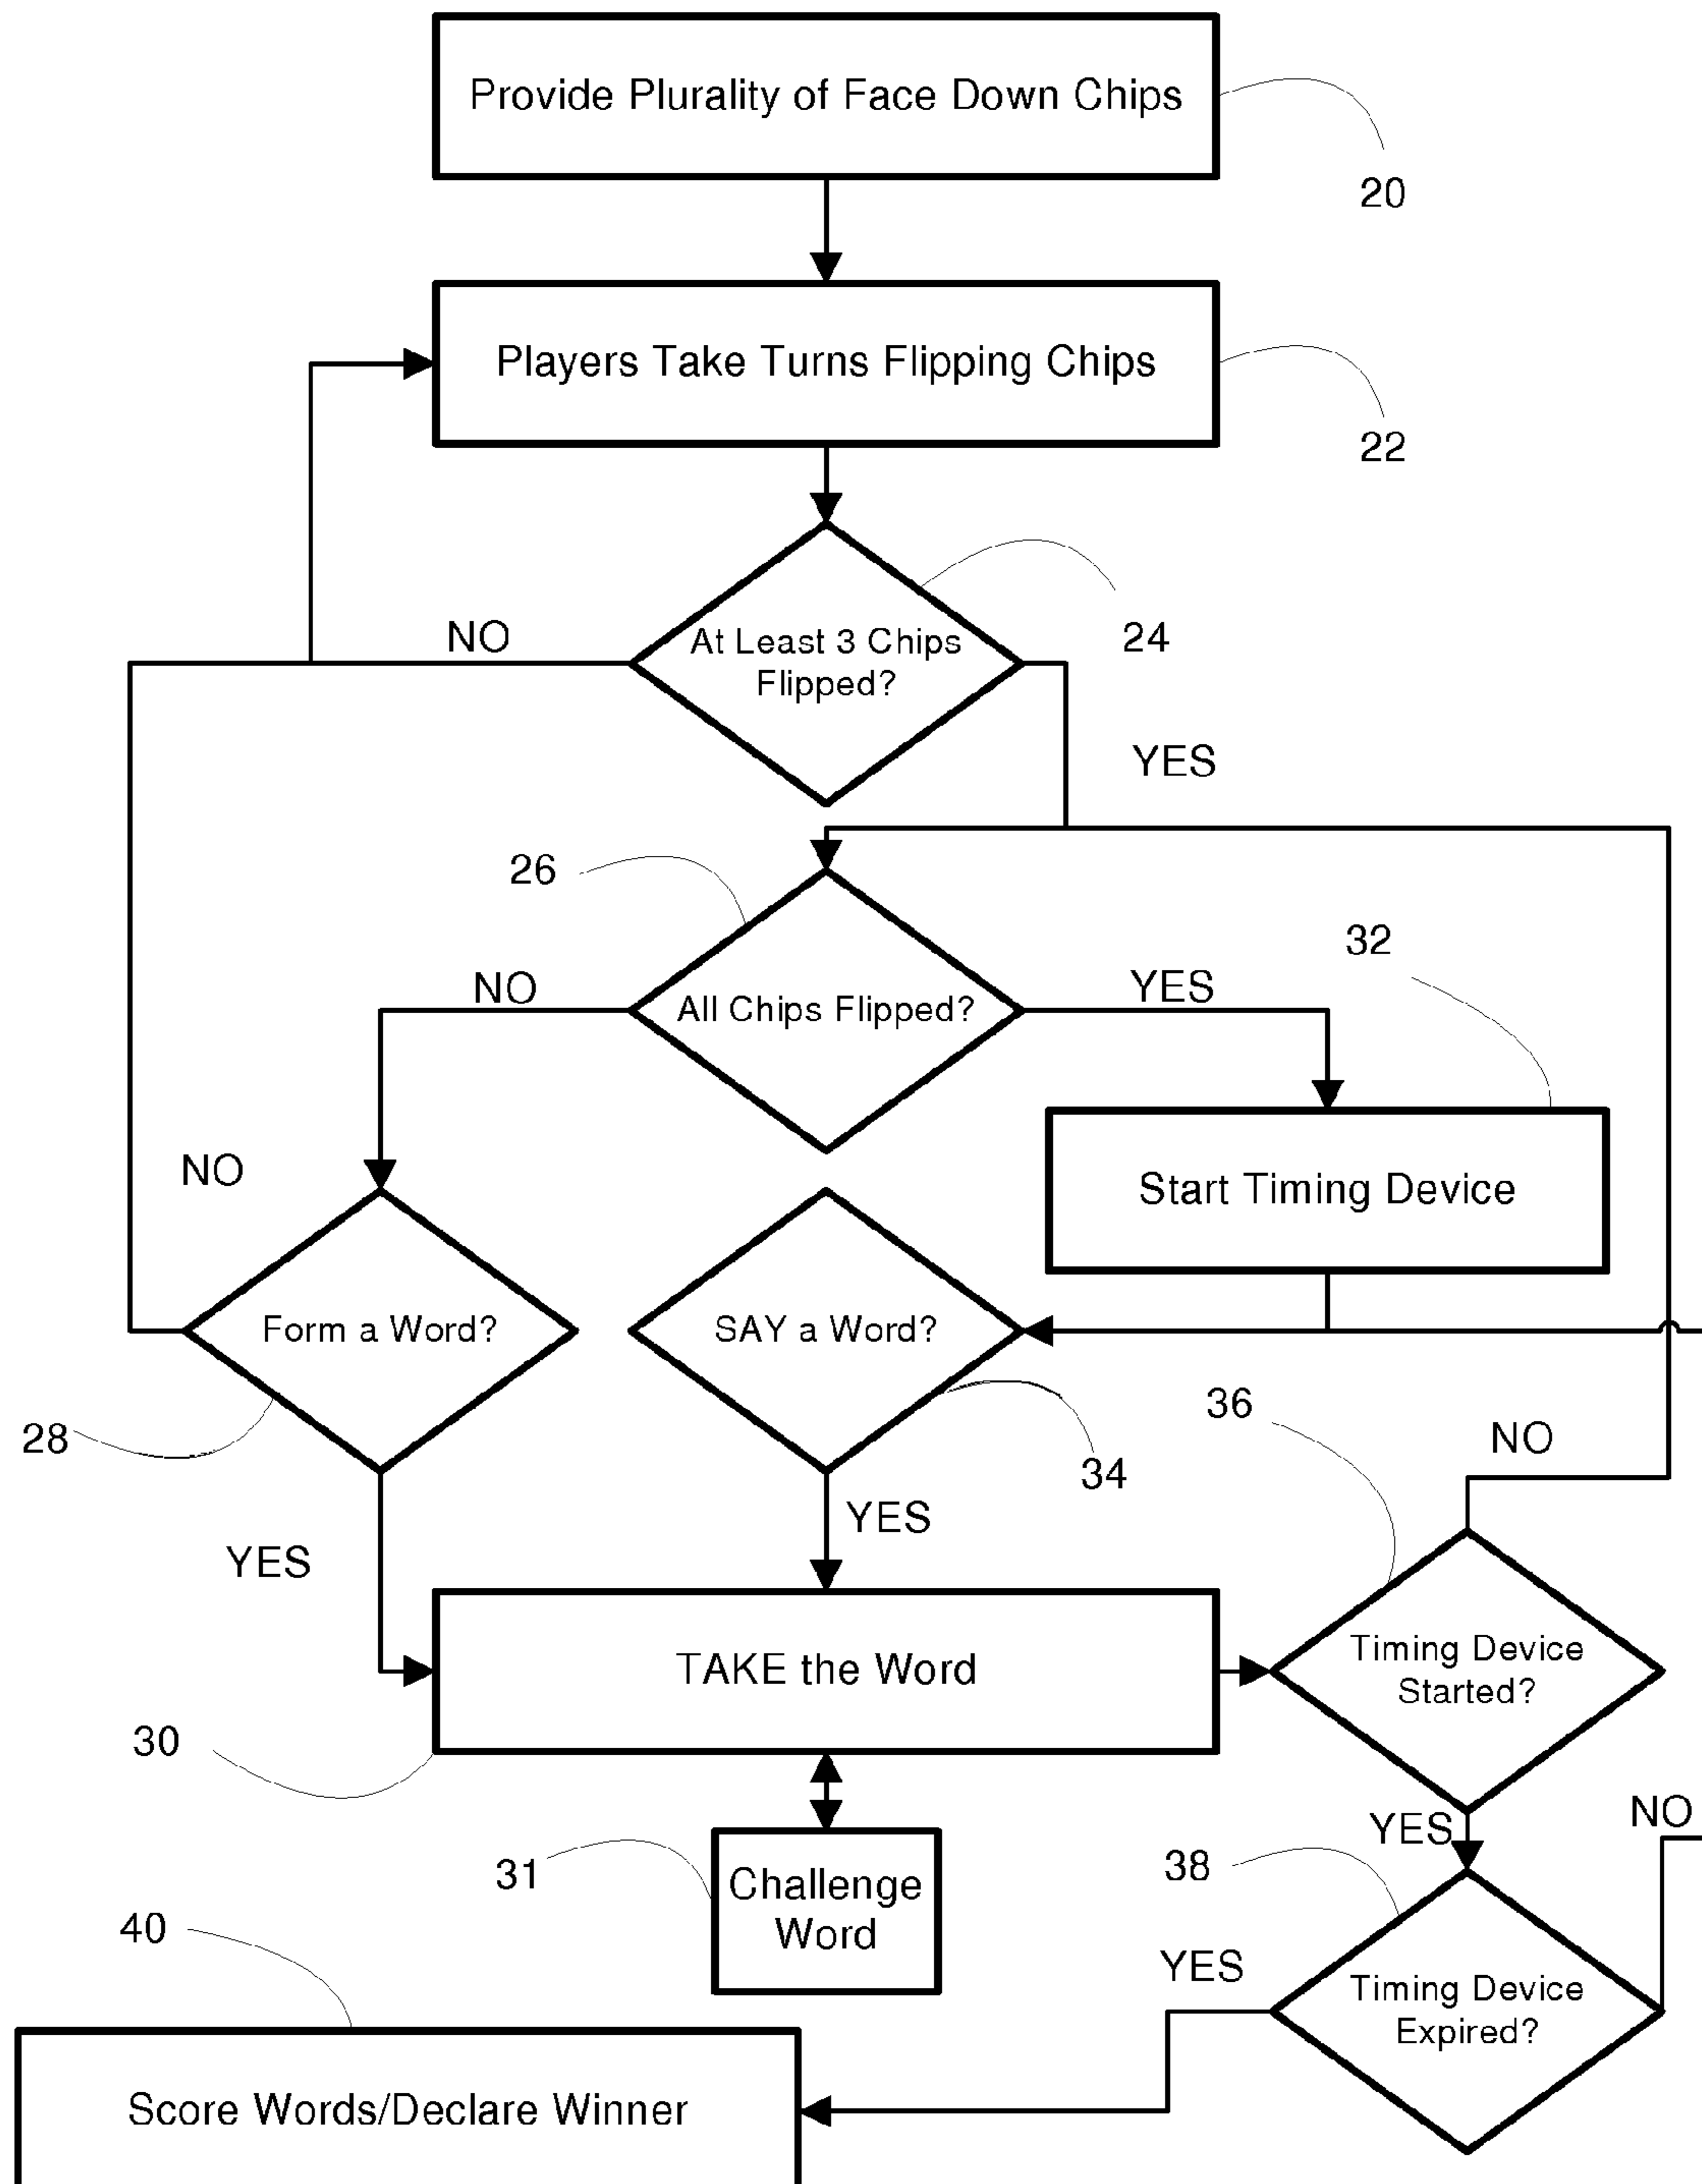 Provide Plurality of Face Down Chips
20
Players Take Turns Flipping Chips
22
NO
At Least 3 Chips
Flipped?
24
YES
26
32
NO
All Chips Flipped?
YES
NO
Start Timing Device
Form a Word?
SAY a Word?
36
28
34
NO
YES
YES
TAKE the Word
Timing Device
Started?
30
YES
NO
31
Challenge
Word
38
40
YES
Timing Device
Expired?
Score Words/Declare Winner